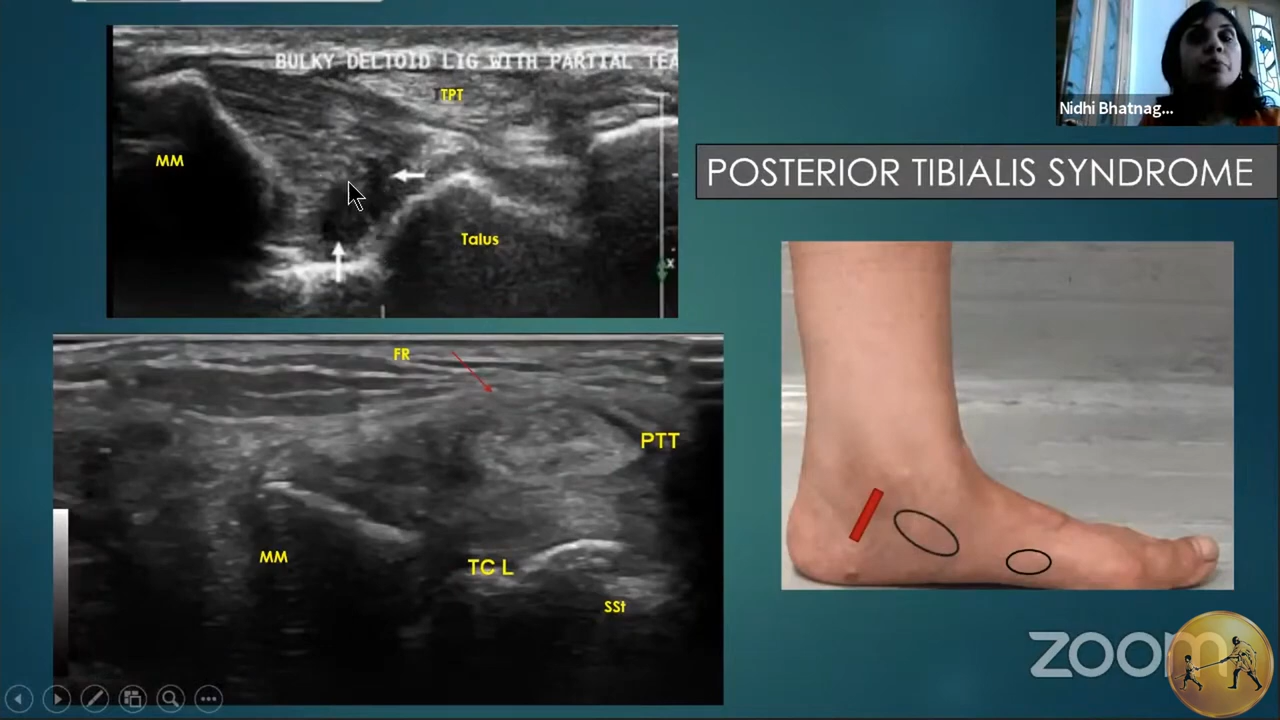 BULKY DELTOID LIG WITH PARTIAL TEA
TPT
MM
Talus
x
Nidhi Bhatnag...
POSTERIOR TIBIALIS SYNDROME
FR
PTT
MM
TC L
SSt
zoom